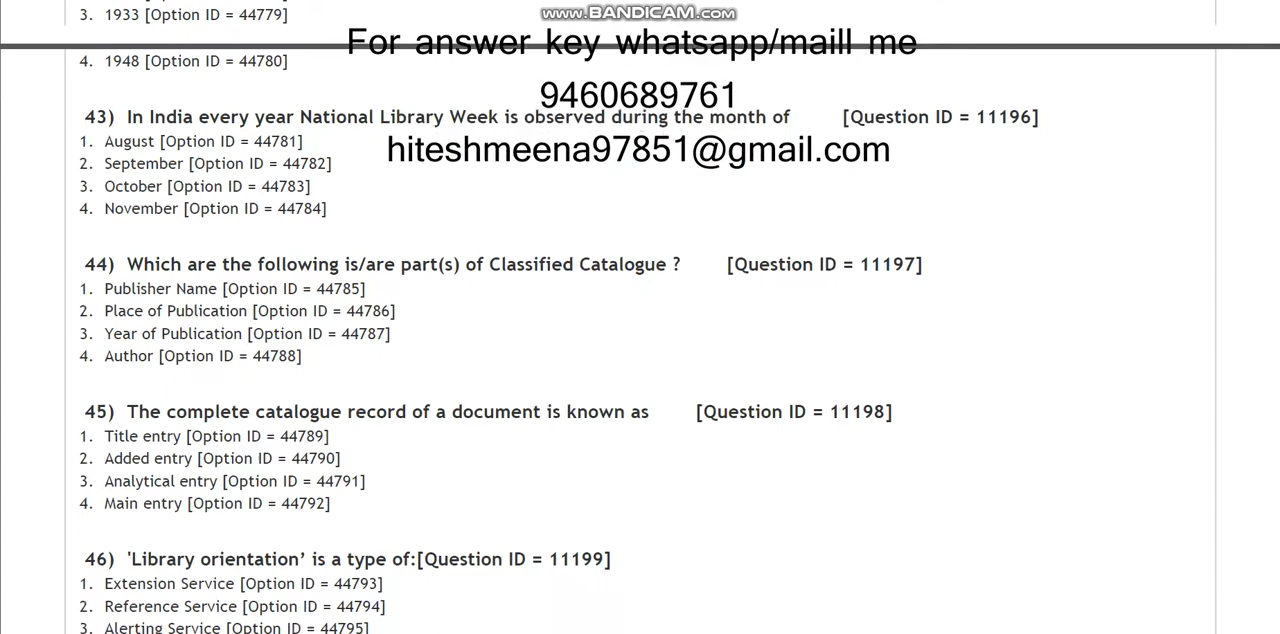 www.BANDICAM.com
3. 1933 [Option ID = 44779]
For answer key whatsapp/maill me
4. 1948 [Option ID = 44780]
9460689761
43) In India every year National Library Week is observed during the month of [Question ID = 11196]
1. August [Option ID = 44781]
hiteshmeena97851@gmail.com
2. September [Option ID = 44782]
3. October [Option ID = 44783]
4. November [Option ID = 44784]
44) Which are the following is/are part(s) of Classified Catalogue ? [Question ID = 11197]
1. Publisher Name [Option ID = 44785]
2. Place of Publication [Option ID = 44786]
3. Year of Publication [Option ID = 44787]
4. Author [Option ID = 44788]
45) The complete catalogue record of a document is known as [Question ID = 11198]
1. Title entry [Option ID = 44789]
2. Added entry [Option ID = 44790]
3. Analytical entry [Option ID = 44791]
4. Main entry [Option ID = 44792]
46) 'Library orientation’ is a type of:[Question ID = 11199]
1. Extension Service [Option ID = 44793]
2. Reference Service [Option ID = 44794]
3. Alerting Service [Option ID = 44795]